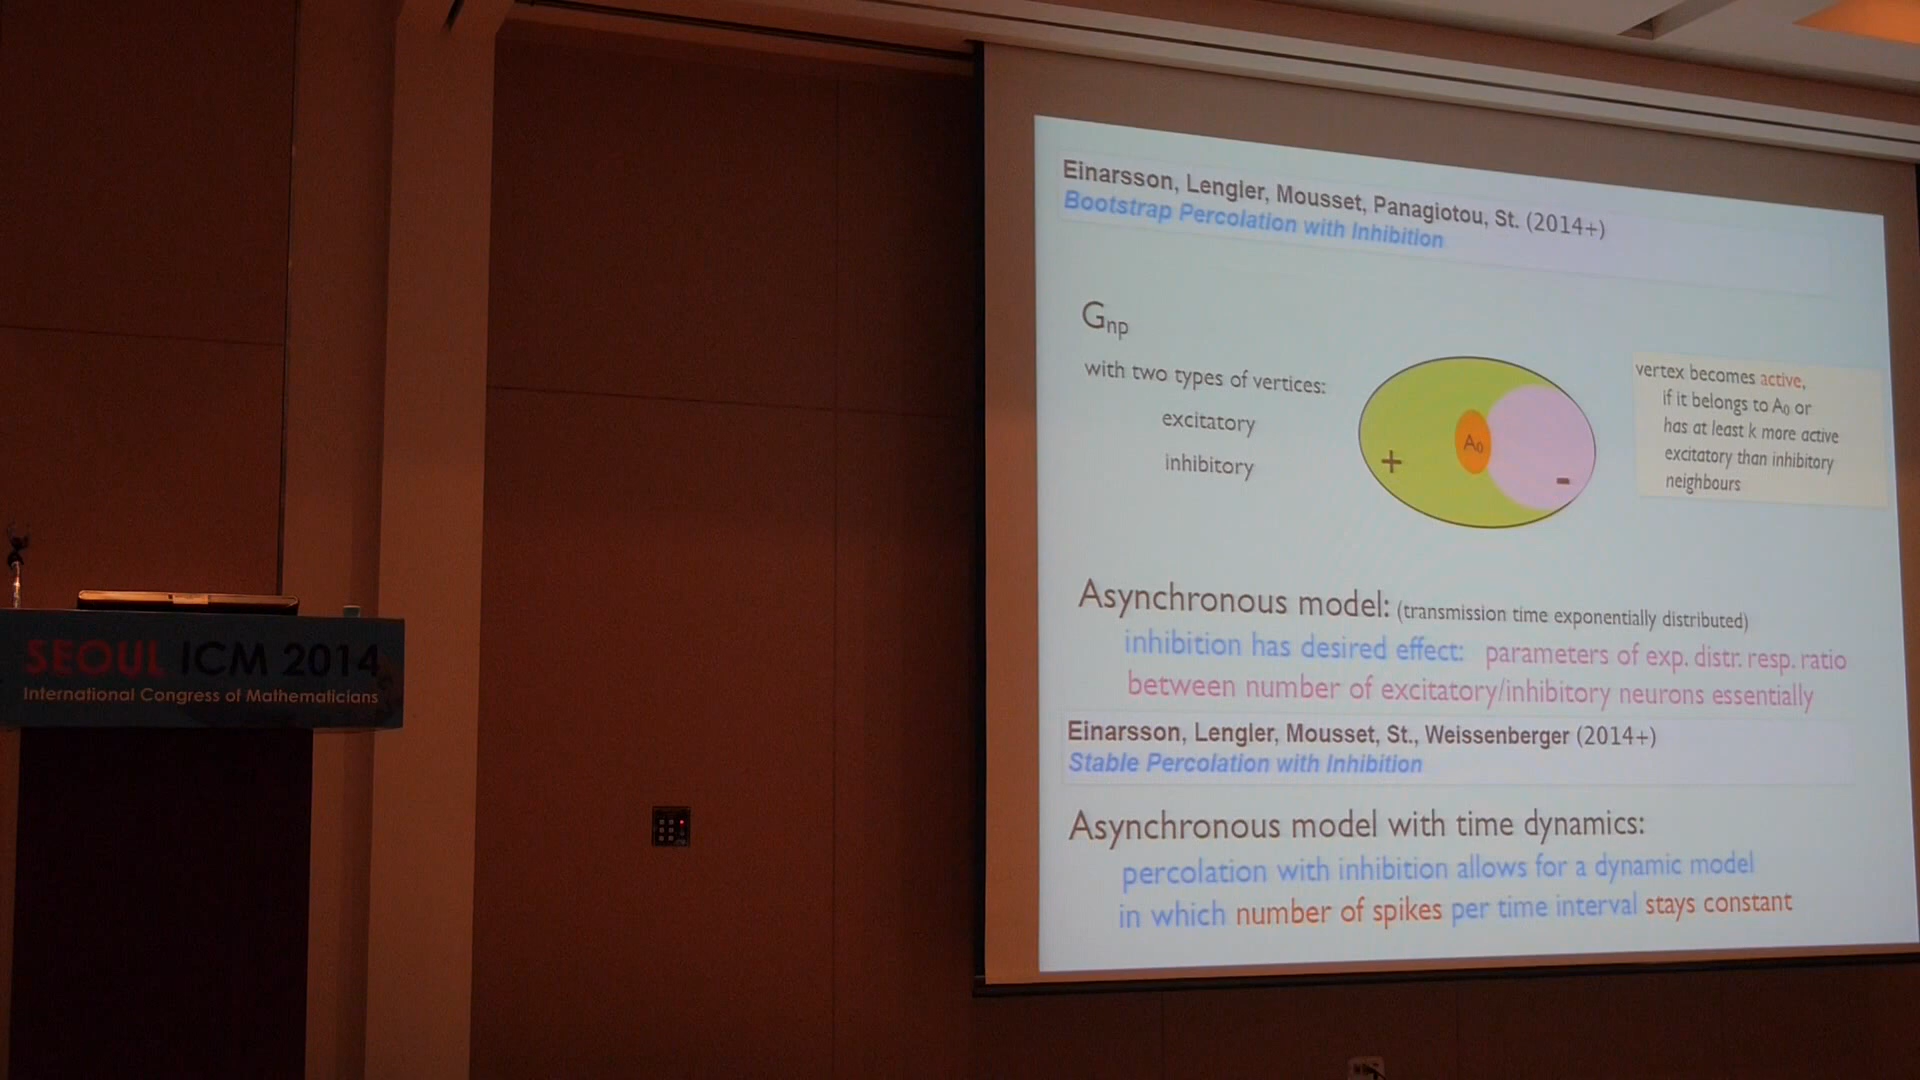 SEOUL ICM 2014
International Congress of Mathematicians
Einarsson, Lengler, Mousset, Panagiotou, St. (2014+)
Bootstrap Percolation with Inhibition
Gnp
with two types of vertices:
excitatory
inhibitory
+
A0
-
vertex becomes active,
if it belongs to A0 or
has at least k more active
excitatory than inhibitory
neighbours
Asynchronous model: (transmission time exponentially distributed)
inhibition has desired effect: parameters of exp. distr. resp. ratio
between number of excitatory/inhibitory neurons essentially
Einarsson, Lengler, Mousset, St., Weissenberger (2014+)
Stable Percolation with Inhibition
Asynchronous model with time dynamics:
percolation with inhibition allows for a dynamic model
in which number of spikes per time interval stays constant